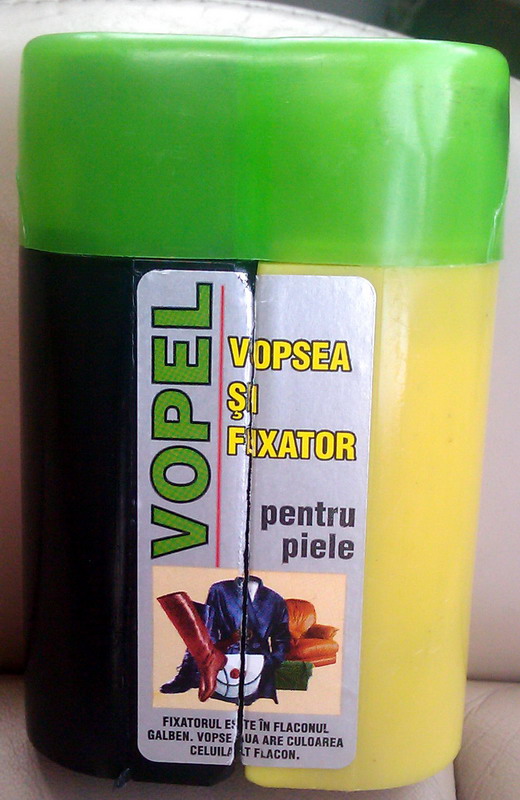 VOPEL
VOPSEA
ŞI
FIXATOR
pentru
piele
FIXATORUL ESTE ÎN FLACONUL
GALBEN. VOPSEAUA ARE CULOAREA
CELUILALT FLACON.